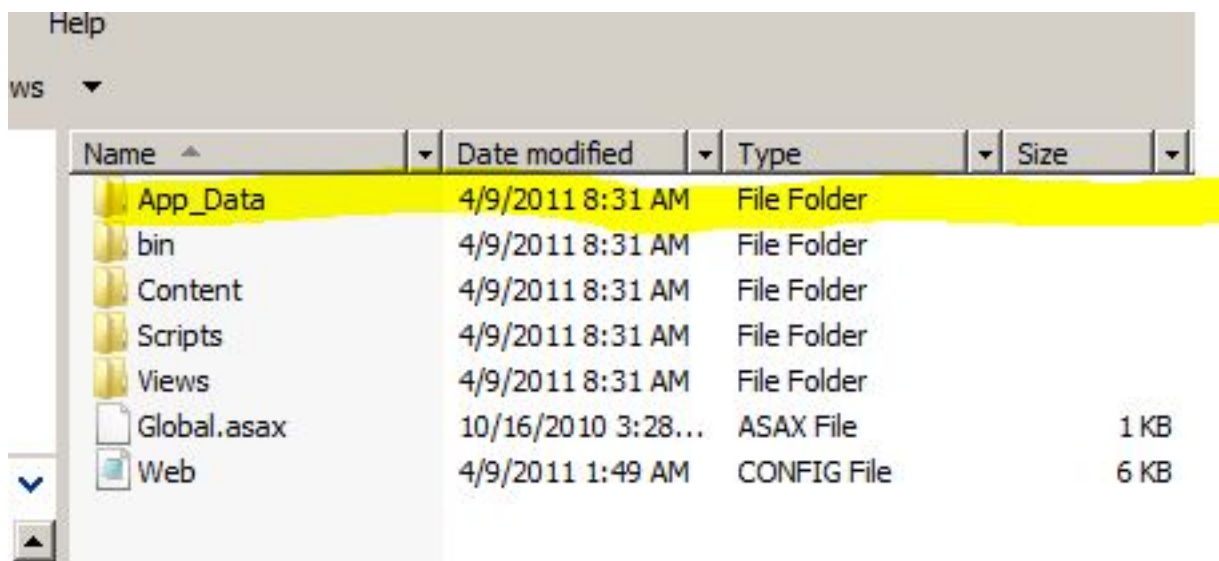 Help
ws
Name Date modified Type Size
App_Data 4/9/2011 8:31 AM File Folder
bin 4/9/2011 8:31 AM File Folder
Content 4/9/2011 8:31 AM File Folder
Scripts 4/9/2011 8:31 AM File Folder
Views 4/9/2011 8:31 AM File Folder
Global.asax 10/16/2010 3:28... ASAX File 1 KB
Web 4/9/2011 1:49 AM CONFIG File 6 KB